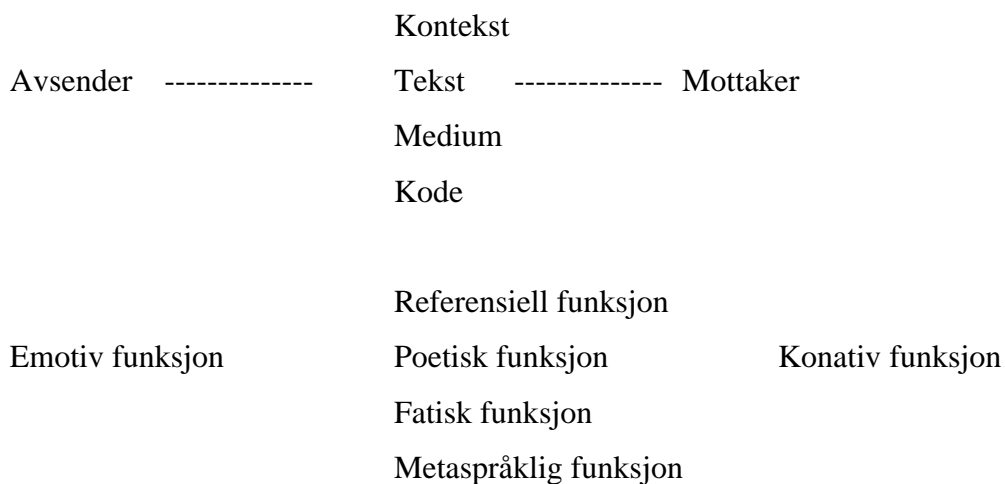 Kontekst
Avsender -------------- Tekst -------------- Mottaker
Medium
Kode
Referensiell funksjon
Emotiv funksjon Poetisk funksjon Konativ funksjon
Fatisk funksjon
Metaspråklig funksjon